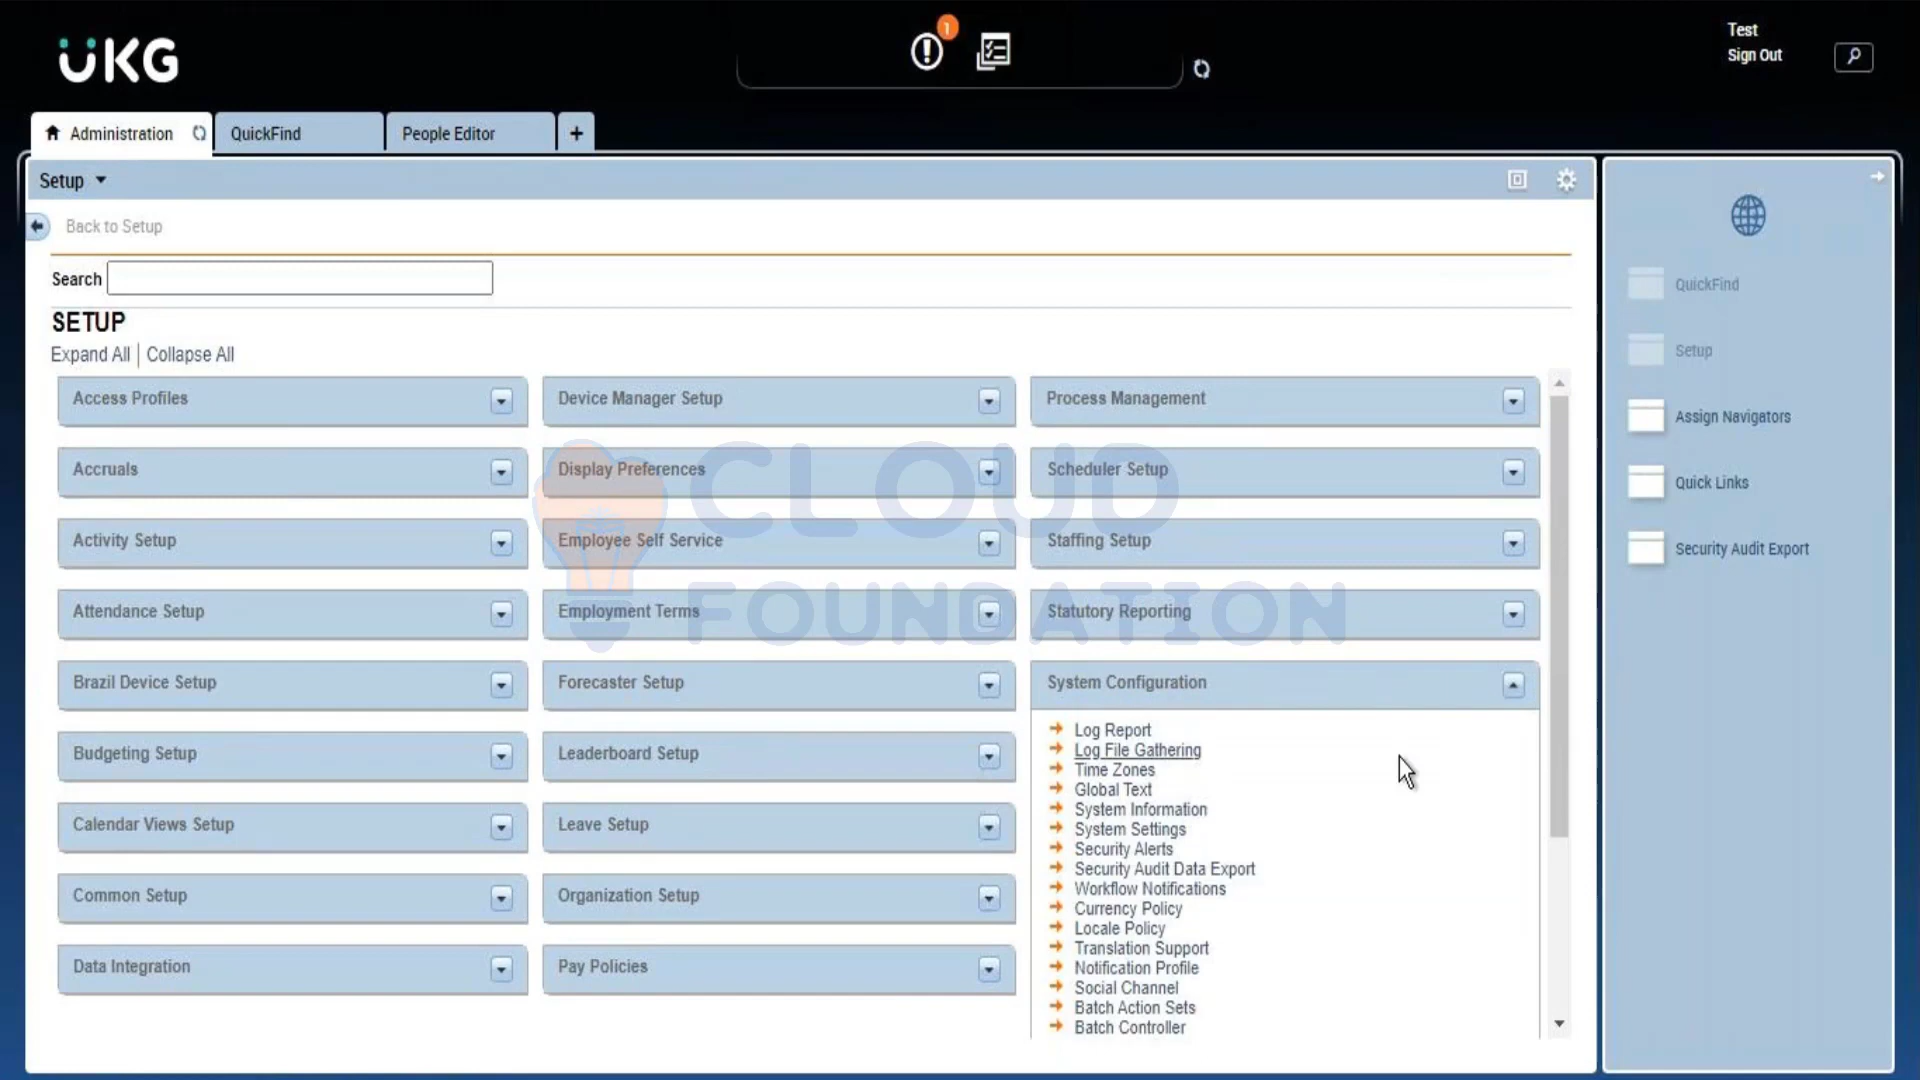 UKG
1
Test
Sign Out
Administration
QuickFind
People Editor
+
Setup
Back to Setup
Search
SETUP
Expand All | Collapse All
Access Profiles
Accruals
Activity Setup
Attendance Setup
Brazil Device Setup
Budgeting Setup
Calendar Views Setup
Common Setup
Data Integration
Device Manager Setup
Display Preferences
Employee Self Service
Employment Terms
Forecaster Setup
Leaderboard Setup
Leave Setup
Organization Setup
Pay Policies
Process Management
Scheduler Setup
Staffing Setup
Statutory Reporting
System Configuration
Log Report
Log File Gathering
Time Zones
Global Text
System Information
System Settings
Security Alerts
Security Audit Data Export
Workflow Notifications
Currency Policy
Locale Policy
Translation Support
Notification Profile
Social Channel
Batch Action Sets
Batch Controller
QuickFind
Setup
Assign Navigators
Quick Links
Security Audit Export
CLOUD
FOUNDATION